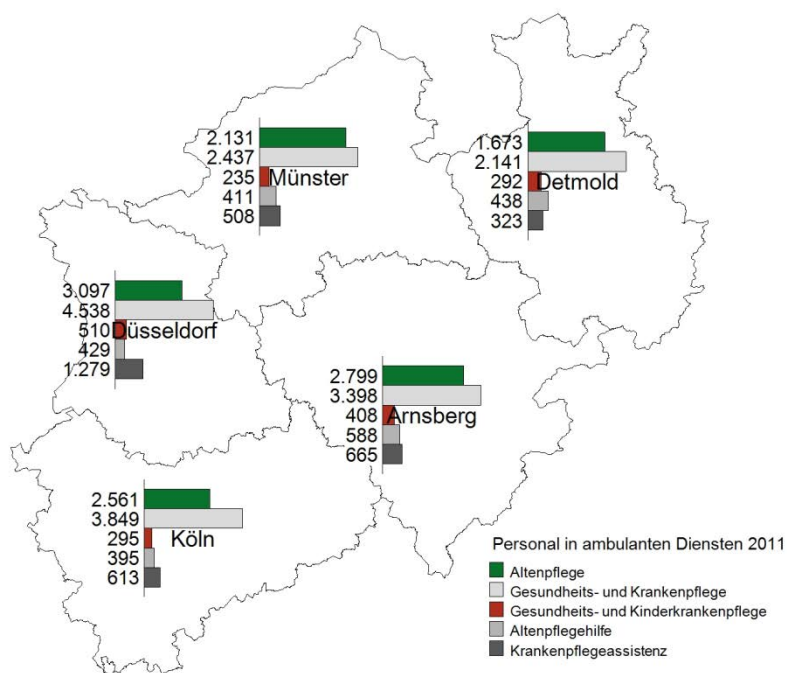 2.131
2.437
235
Münster
411
508
1.673
2.141
292
Detmold
438
323
3.097
4.538
510
Düsseldorf
429
1.279
2.799
3.398
408
Arnsberg
588
665
2.561
3.849
295
Köln
395
613
Personal in ambulanten Diensten 2011
Altenpflege
Gesundheits- und Krankenpflege
Gesundheits- und Kinderkrankenpflege
Altenpflegehilfe
Krankenpflegeassistenz